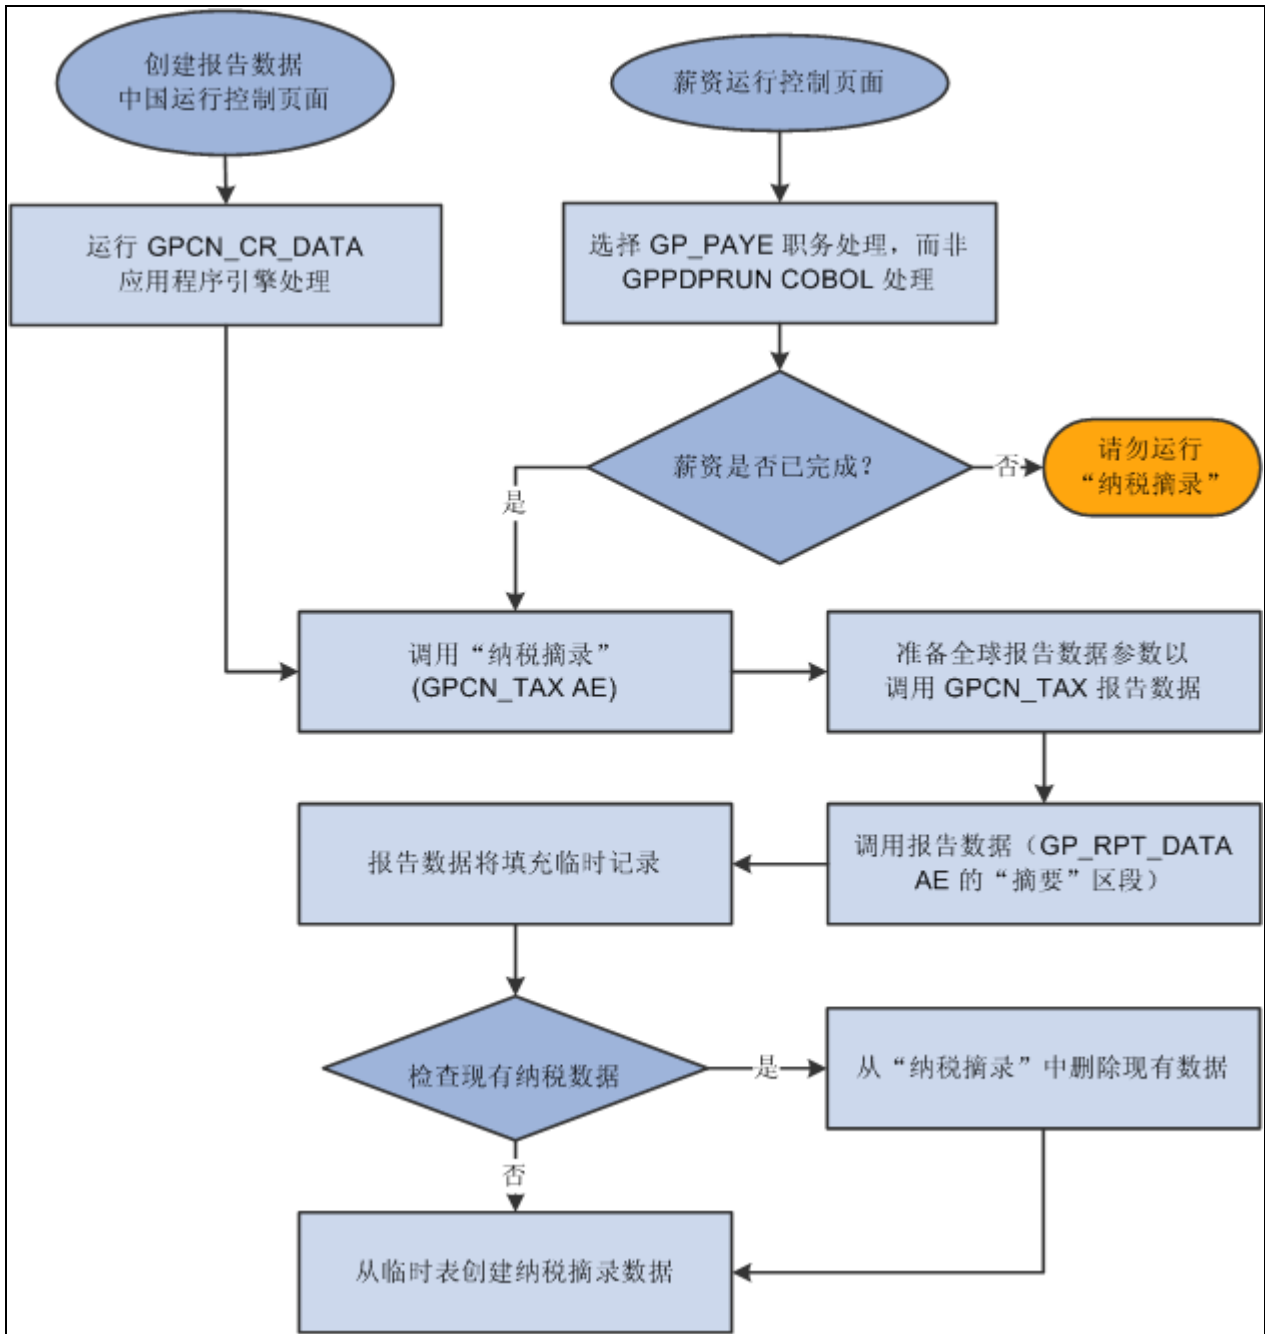 创建报告数据
中国运行控制页面
薪资运行控制页面
运行 GPCN_CR_DATA
应用程序引擎处理
选择 GP_PAYE 职务处理，而非
GPPDPRUN COBOL 处理
薪资是否已完成？
否
请勿运行
“纳税摘录”
是
调用“纳税摘录”
(GPCN_TAX AE)
准备全球报告数据参数以
调用 GPCN_TAX 报告数据
报告数据将填充临时记录
调用报告数据（GP_RPT_DATA
AE 的“摘要”区段）
检查现有纳税数据
是
从“纳税摘录”中删除现有数据
否
从临时表创建纳税摘录数据